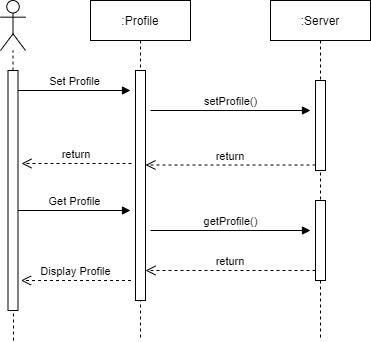 :Profile
:Server
Set Profile
setProfile()
return
return
Get Profile
getProfile()
return
Display Profile